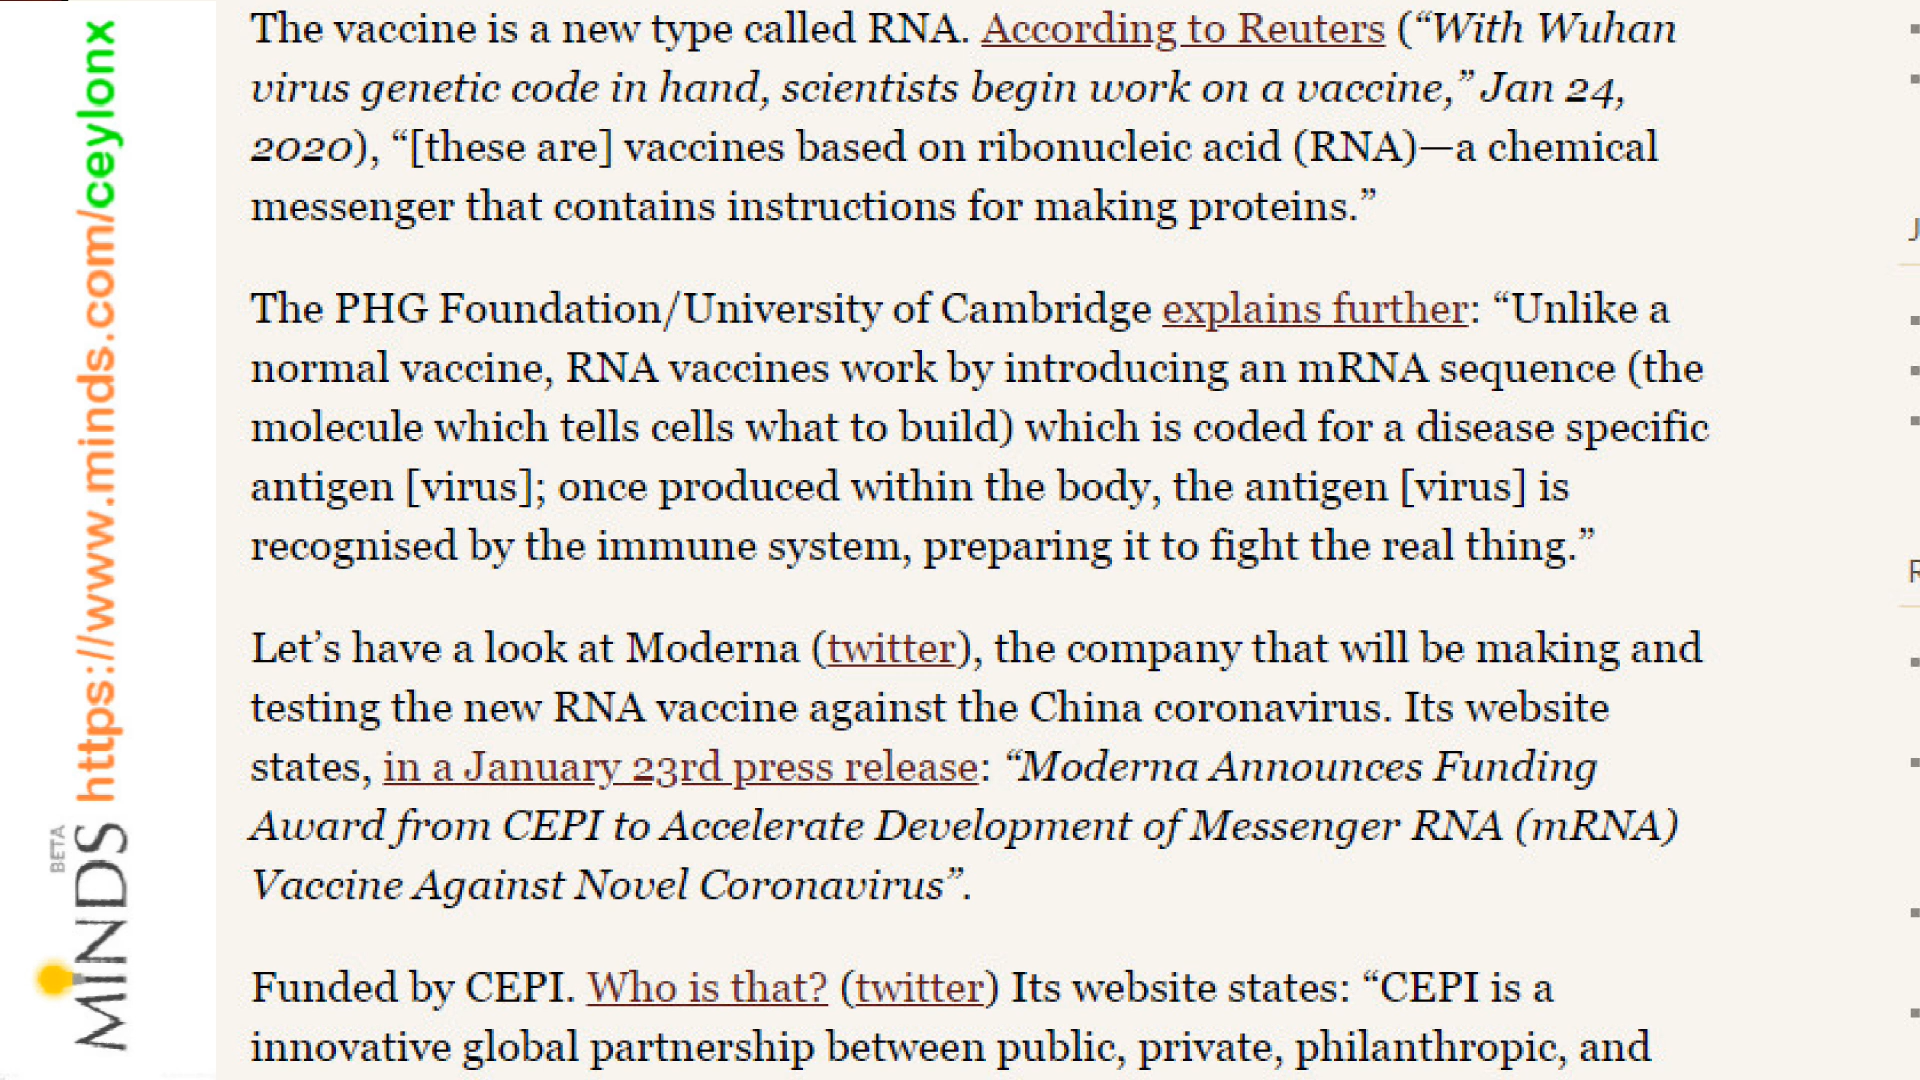 The vaccine is a new type called RNA. According to Reuters (“With Wuhan
virus genetic code in hand, scientists begin work on a vaccine,” Jan 24,
2020), “[these are] vaccines based on ribonucleic acid (RNA)—a chemical
messenger that contains instructions for making proteins.”
The PHG Foundation/University of Cambridge explains further: “Unlike a
normal vaccine, RNA vaccines work by introducing an mRNA sequence (the
molecule which tells cells what to build) which is coded for a disease specific
antigen [virus]; once produced within the body, the antigen [virus] is
recognised by the immune system, preparing it to fight the real thing.”
Let’s have a look at Moderna (twitter), the company that will be making and
testing the new RNA vaccine against the China coronavirus. Its website
states, in a January 23rd press release: “Moderna Announces Funding
Award from CEPI to Accelerate Development of Messenger RNA (mRNA)
Vaccine Against Novel Coronavirus”.
Funded by CEPI. Who is that? (twitter) Its website states: “CEPI is a
innovative global partnership between public, private, philanthropic, and
MINDS BETA https://www.minds.com/ceylonx